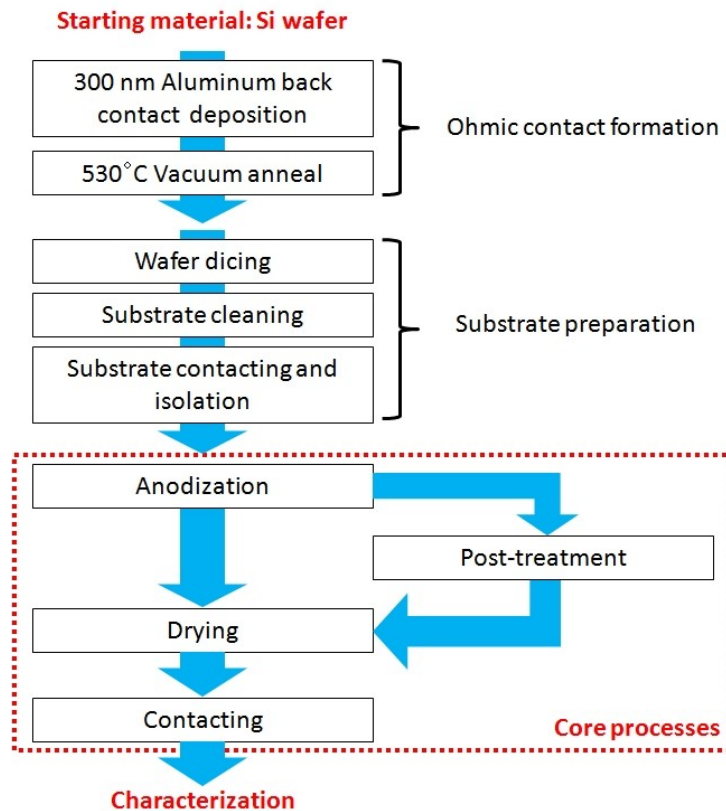 Starting material: Si wafer
300 nm Aluminum back
contact deposition
Ohmic contact formation
530°C Vacuum anneal
Wafer dicing
Substrate cleaning
Substrate preparation
Substrate contacting and
isolation
Anodization
Post-treatment
Drying
Contacting
Core processes
Characterization